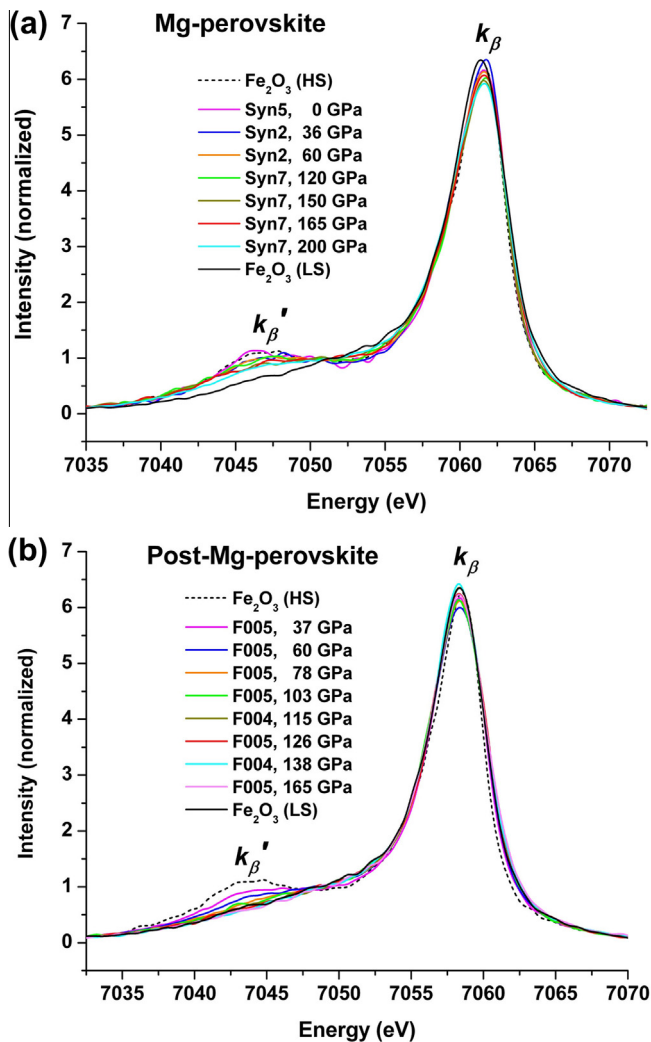 (a)
Mg-perovskite
kβ
Fe2O3 (HS)
Syn5, 0 GPa
Syn2, 36 GPa
Syn2, 60 GPa
Syn7, 120 GPa
Syn7, 150 GPa
Syn7, 165 GPa
Syn7, 200 GPa
Fe2O3 (LS)
kβ'
Intensity (normalized)
7
6
5
4
3
2
1
0
7035 7040 7045 7050 7055 7060 7065 7070
Energy (eV)
(b)
Post-Mg-perovskite
kβ
Fe2O3 (HS)
F005, 37 GPa
F005, 60 GPa
F005, 78 GPa
F005, 103 GPa
F004, 115 GPa
F005, 126 GPa
F004, 138 GPa
F005, 165 GPa
Fe2O3 (LS)
kβ'
Intensity (normalized)
7
6
5
4
3
2
1
0
7035 7040 7045 7050 7055 7060 7065 7070
Energy (eV)